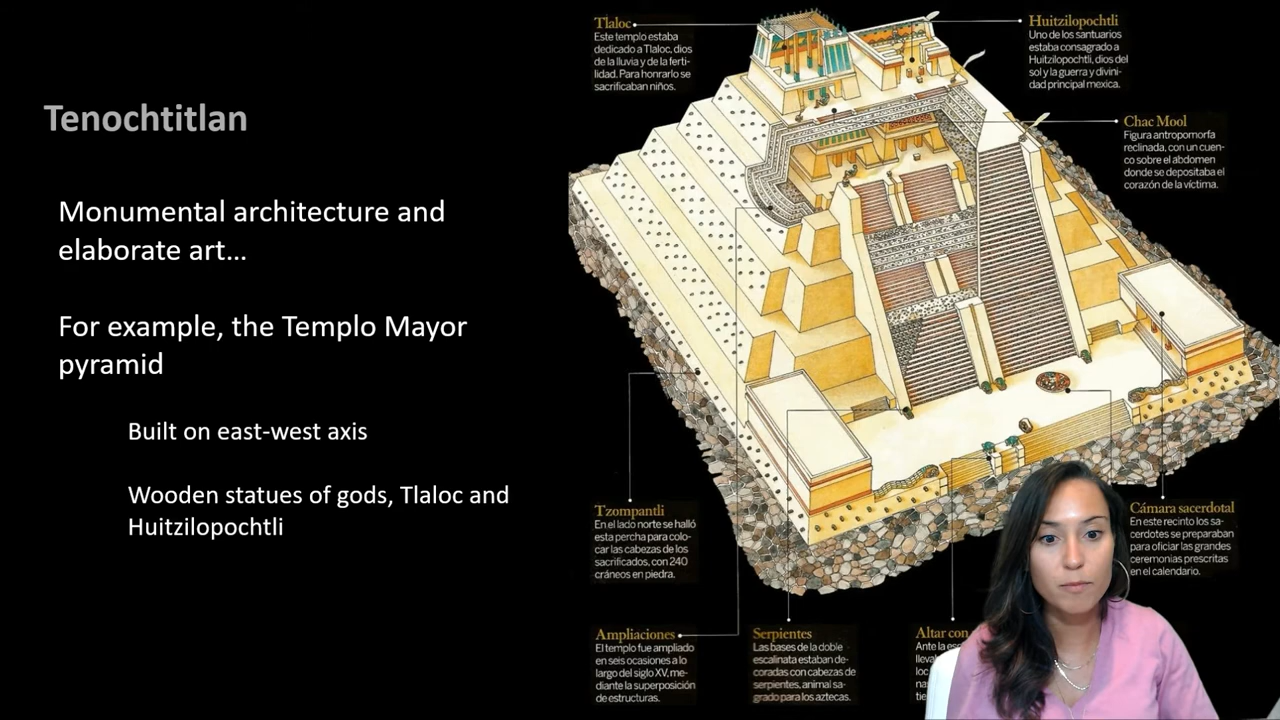 Tenochtitlan
Monumental architecture and
elaborate art...
For example, the Templo Mayor
pyramid
Built on east-west axis
Wooden statues of gods, Tlaloc and
Huitzilopochtli
Tlaloc
Este templo estaba
dedicado a Tlaloc, dios
de la lluvia y de la ferti-
lidad. Para honrarlo se
sacrificaban niños.
Huitzilopochtli
Uno de los santuarios
estaba consagrado a
Huitzilopochtli, dios del
sol y la guerra y divini-
dad principal mexica.
Chac Mool
Figura antropomorfa
reclinada, con un cuen-
co sobre el abdomen
donde se depositaba el
corazón de la víctima.
Tzompantli
En el lado norte se halló
esta percha para colo-
car las cabezas de los
sacrificados, con 240
cráneos en piedra.
Cámara sacerdotal
En este recinto los sa-
cerdotes se preparaban
para oficiar las grandes
ceremonias prescritas
en el calendario.
Ampliaciones
El templo fue ampliado
en seis ocasiones a lo
largo del siglo XV, me-
diante la superposición
de estructuras.
Serpientes
Las bases de la doble
escalinata estaban de-
coradas con cabezas de
serpientes, animal sa-
grado para los aztecas.
Altar con
Ante la